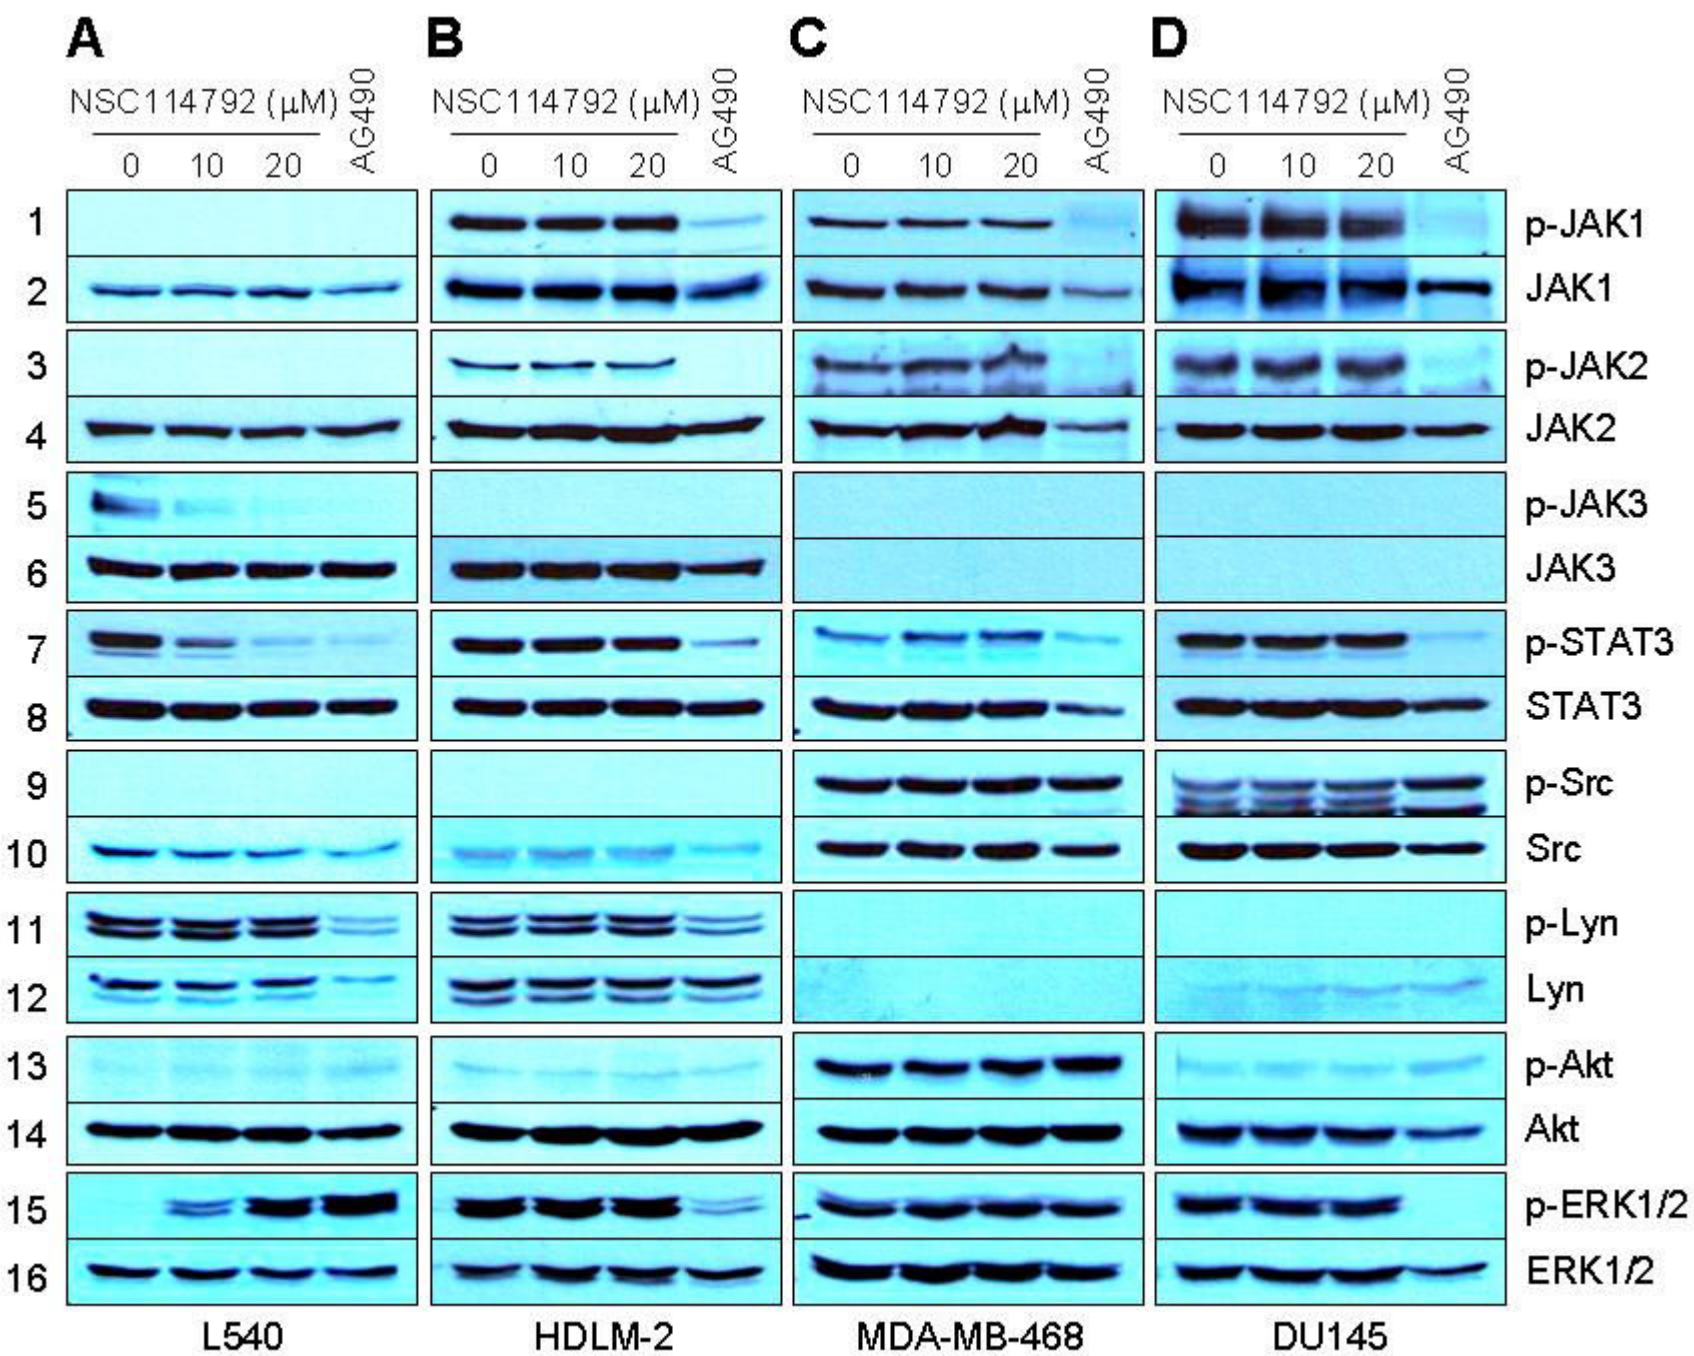 A B C D
NSC114792 (μM) AG490 NSC114792 (μM) AG490 NSC114792 (μM) AG490 NSC114792 (μM) AG490
0 10 20 0 10 20 0 10 20 0 10 20
1 p-JAK1
2 JAK1
3 p-JAK2
4 JAK2
5 p-JAK3
6 JAK3
7 p-STAT3
8 STAT3
9 p-Src
10 Src
11 p-Lyn
12 Lyn
13 p-Akt
14 Akt
15 p-ERK1/2
16 ERK1/2
L540 HDLM-2 MDA-MB-468 DU145